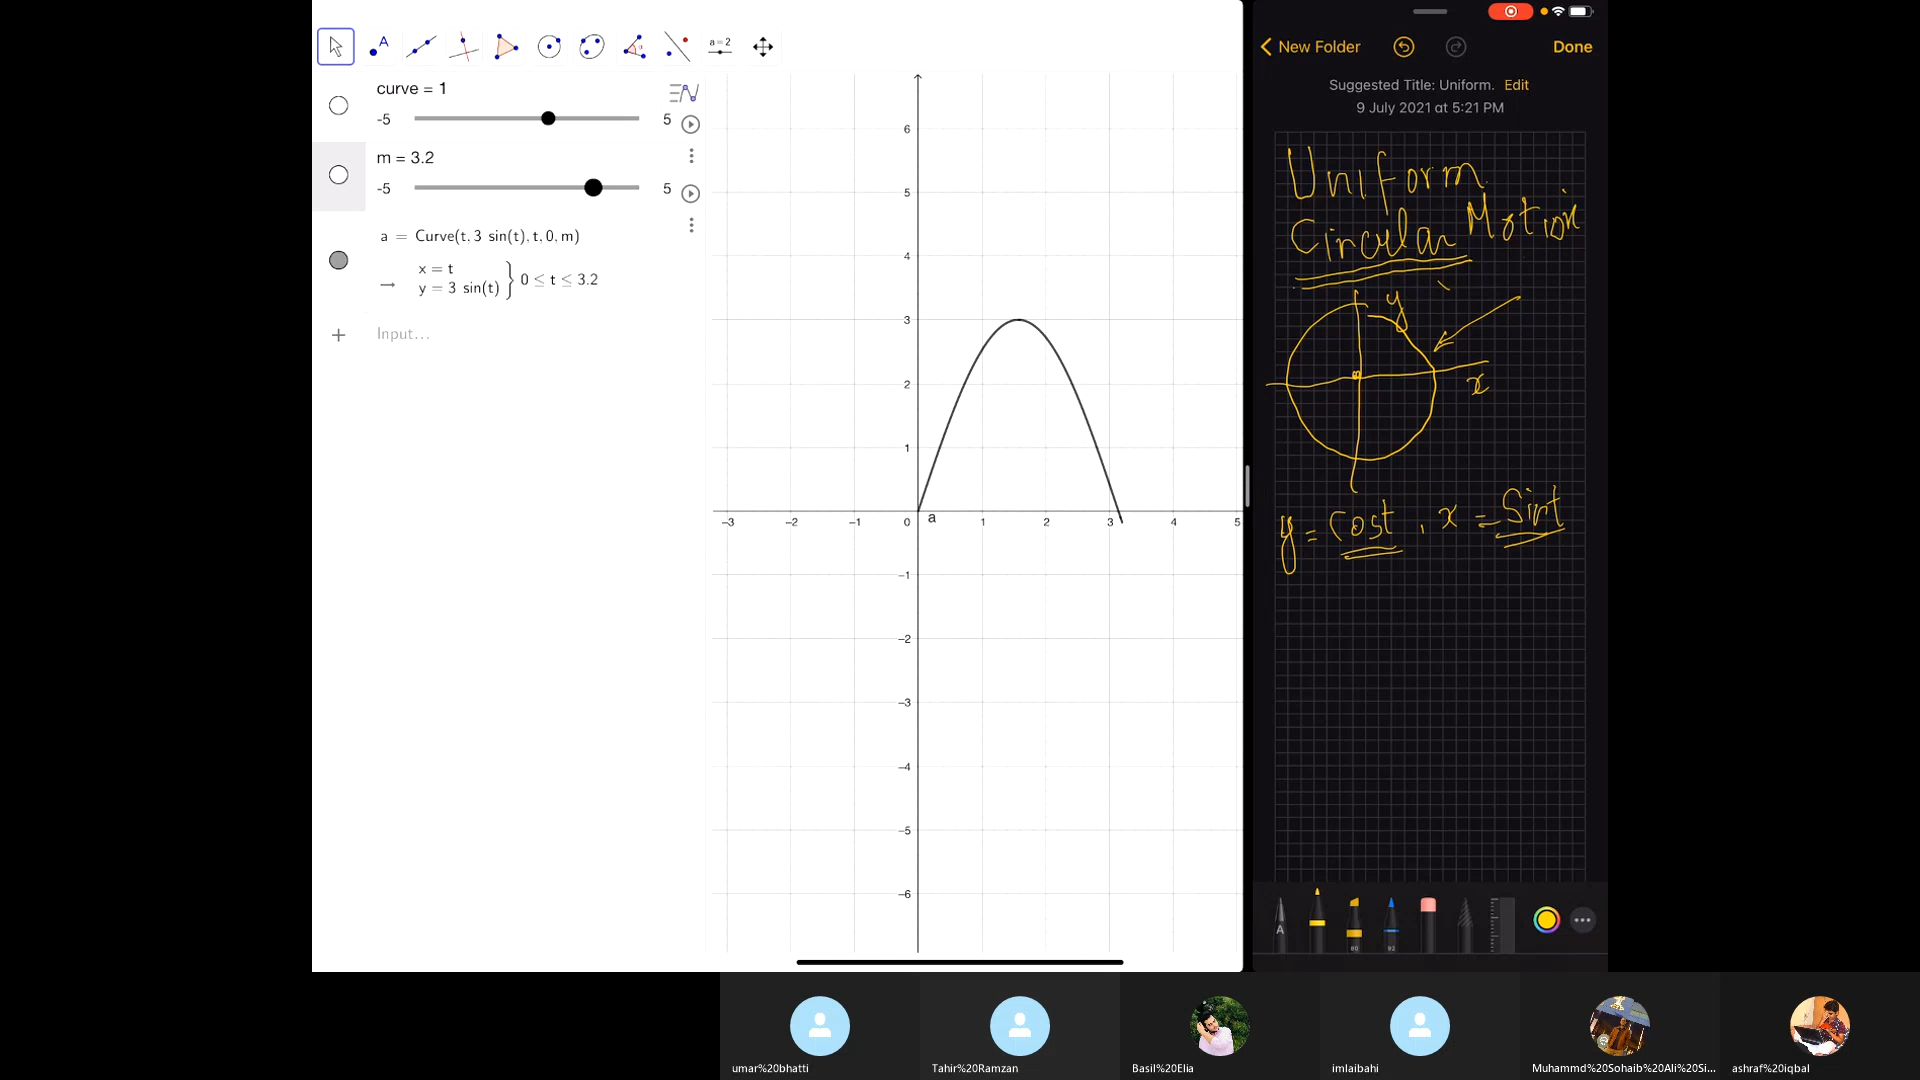 A
a=2
curve = 1
-5
5
m = 3.2
-5
5
a = Curve(t, 3 sin(t), t, 0, m)
→ x = t
y = 3 sin(t)
} 0 ≤ t ≤ 3.2
+ Input...
6
5
4
3
2
1
-3 -2 -1 0 a 1 2 3 4 5
-1
-2
-3
-4
-5
-6
New Folder
Done
Suggested Title: Uniform. Edit
9 July 2021 at 5:21 PM
Uniform
Circular Motion
y
x
y = cost , x = Sint
A
80
92
umar%20bhatti
Tahir%20Ramzan
Basil%20Elia
imlaibahi
Muhammd%20Sohaib%20Ali%20Si...
ashraf%20iqbal